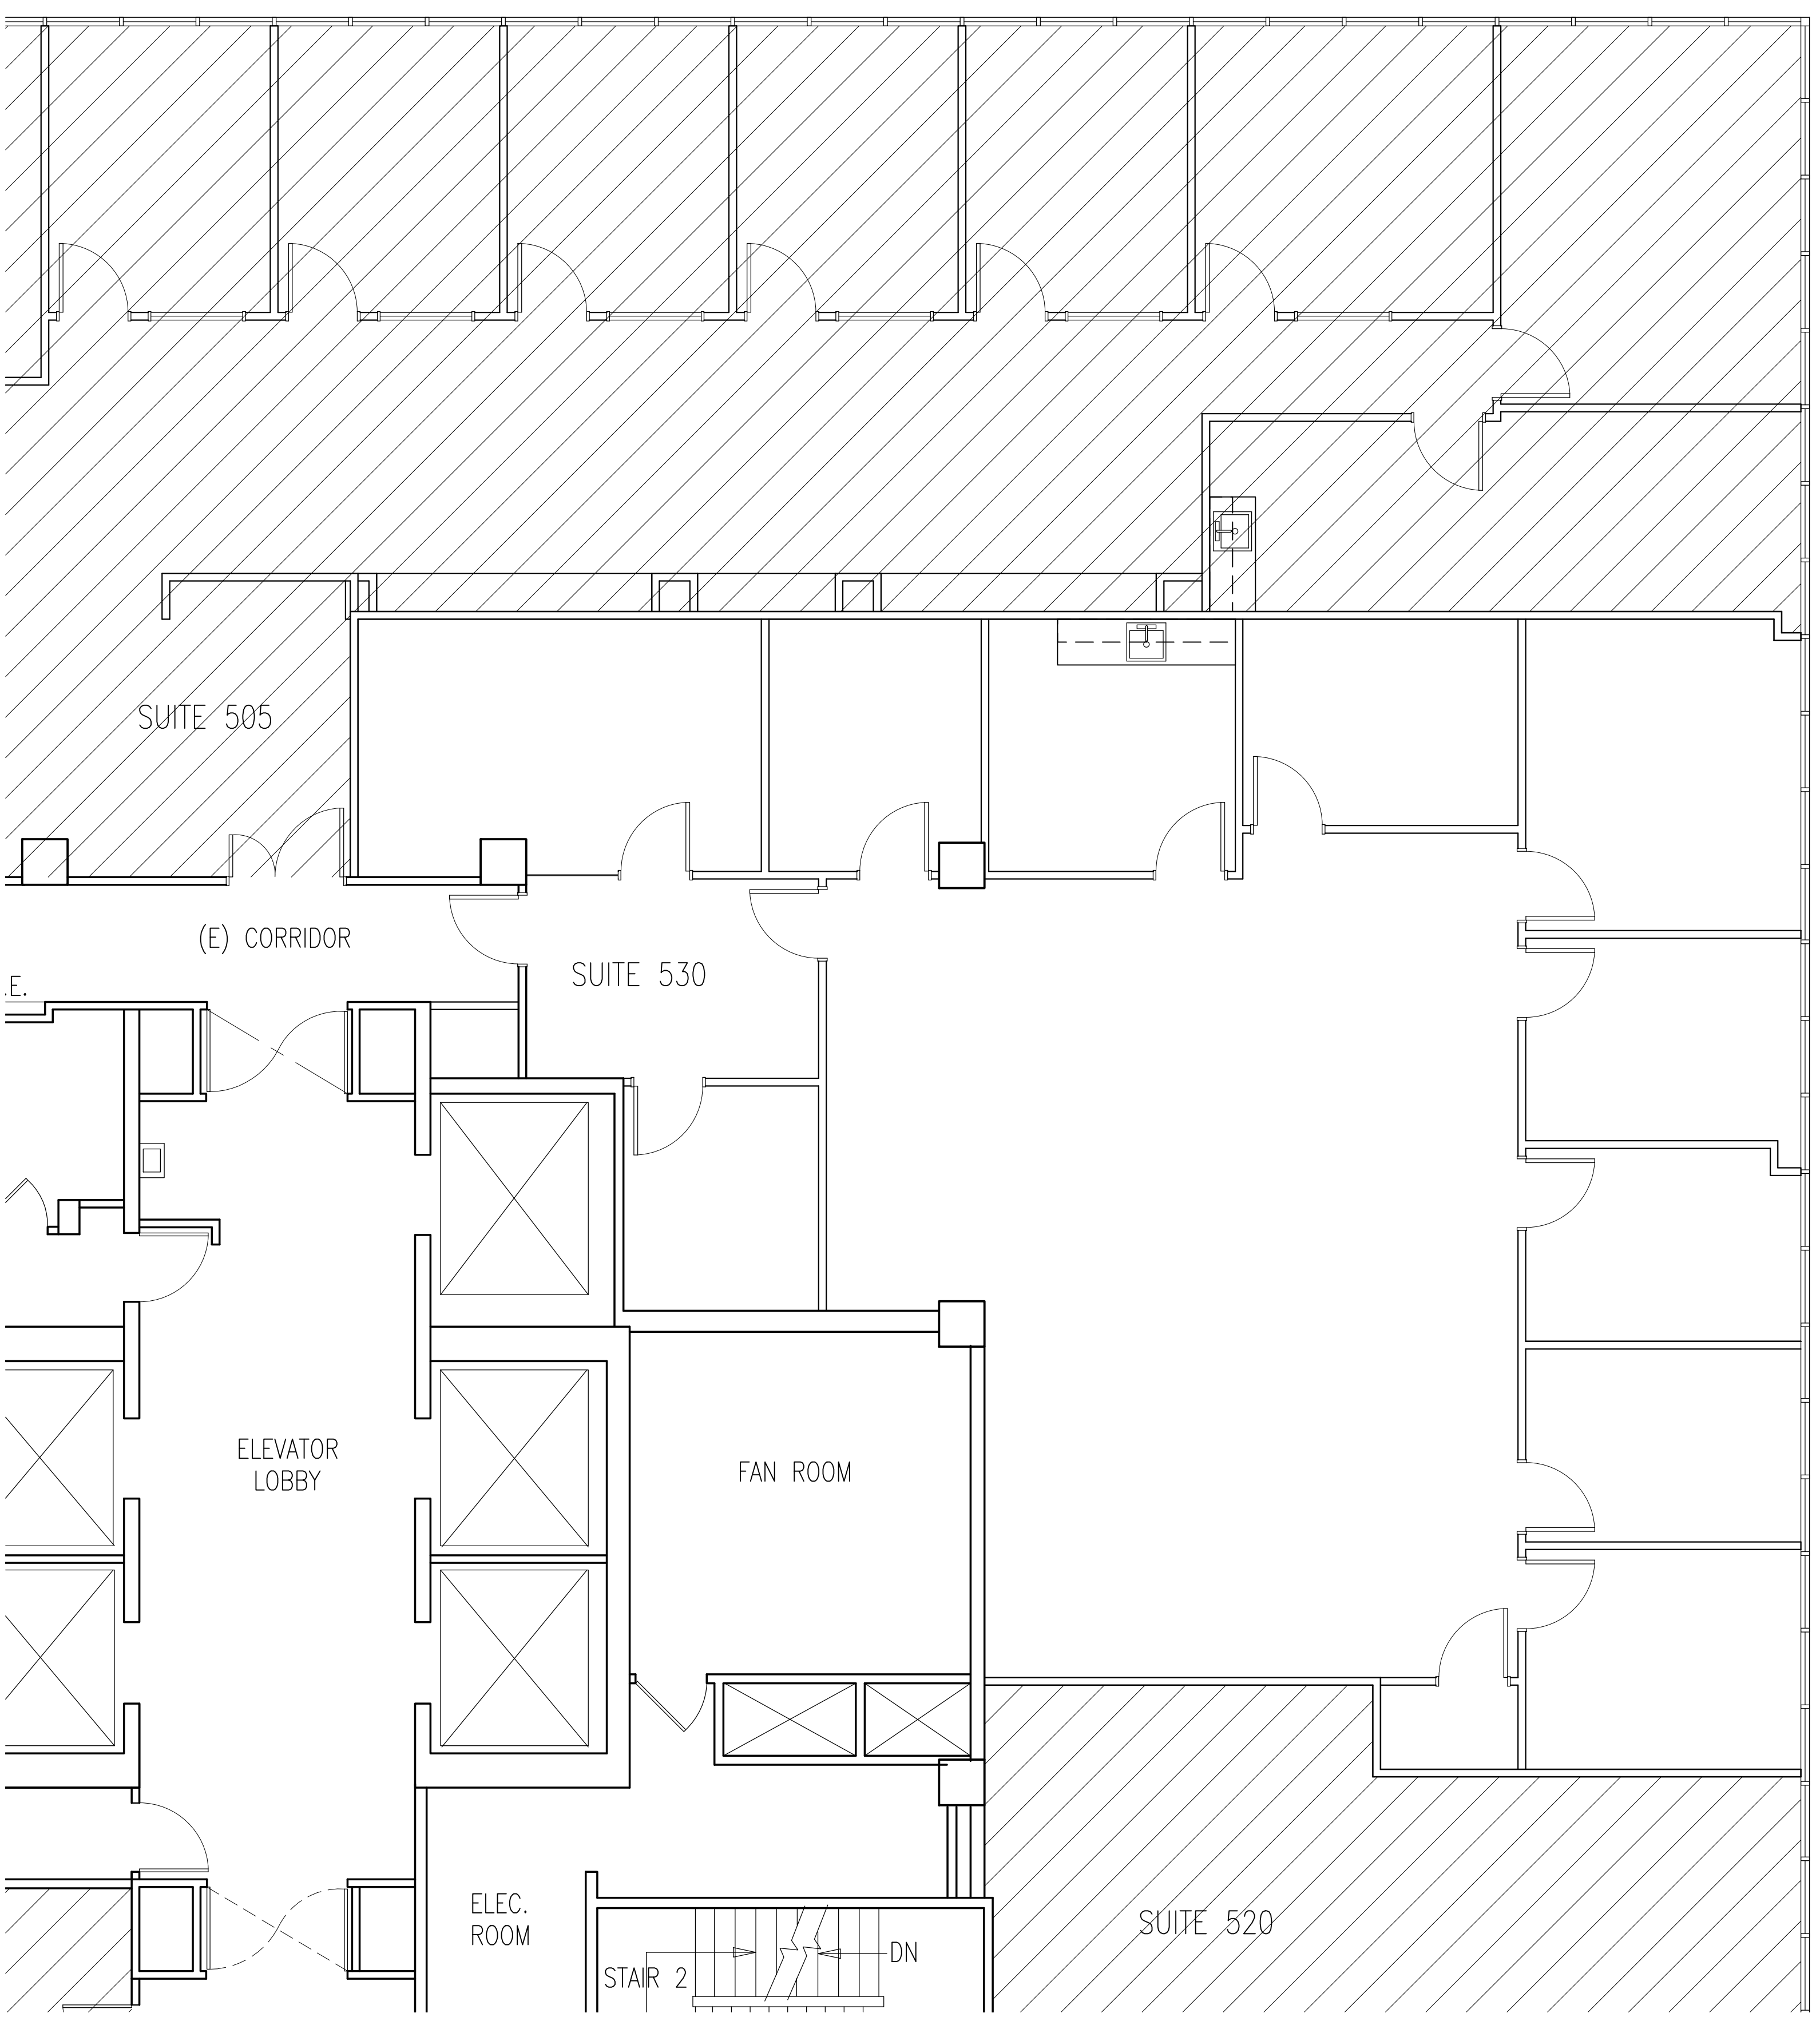 SUITE 505
(E) CORRIDOR
SUITE 530
.E.
ELEVATOR
LOBBY
FAN ROOM
ELEC.
ROOM
STAIR 2
DN
SUITE 520